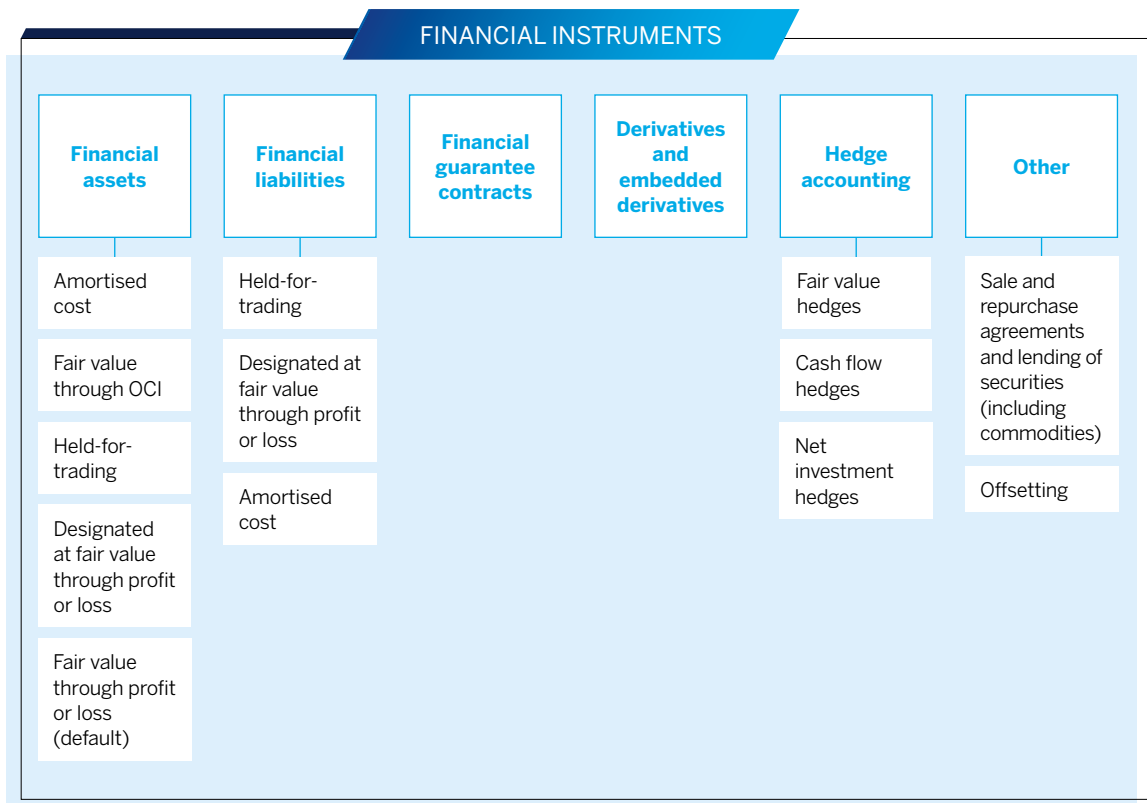 FINANCIAL INSTRUMENTS
Financial
assets
Amortised
cost
Fair value
through OCI
Held-for-
trading
Designated
at fair value
through profit
or loss
Fair value
through profit
or loss
(default)
Financial
liabilities
Held-for-
trading
Designated at
fair value
through profit
or loss
Amortised
cost
Financial
guarantee
contracts
Derivatives
and
embedded
derivatives
Hedge
accounting
Fair value
hedges
Cash flow
hedges
Net
investment
hedges
Other
Sale and
repurchase
agreements
and lending of
securities
(including
commodities)
Offsetting